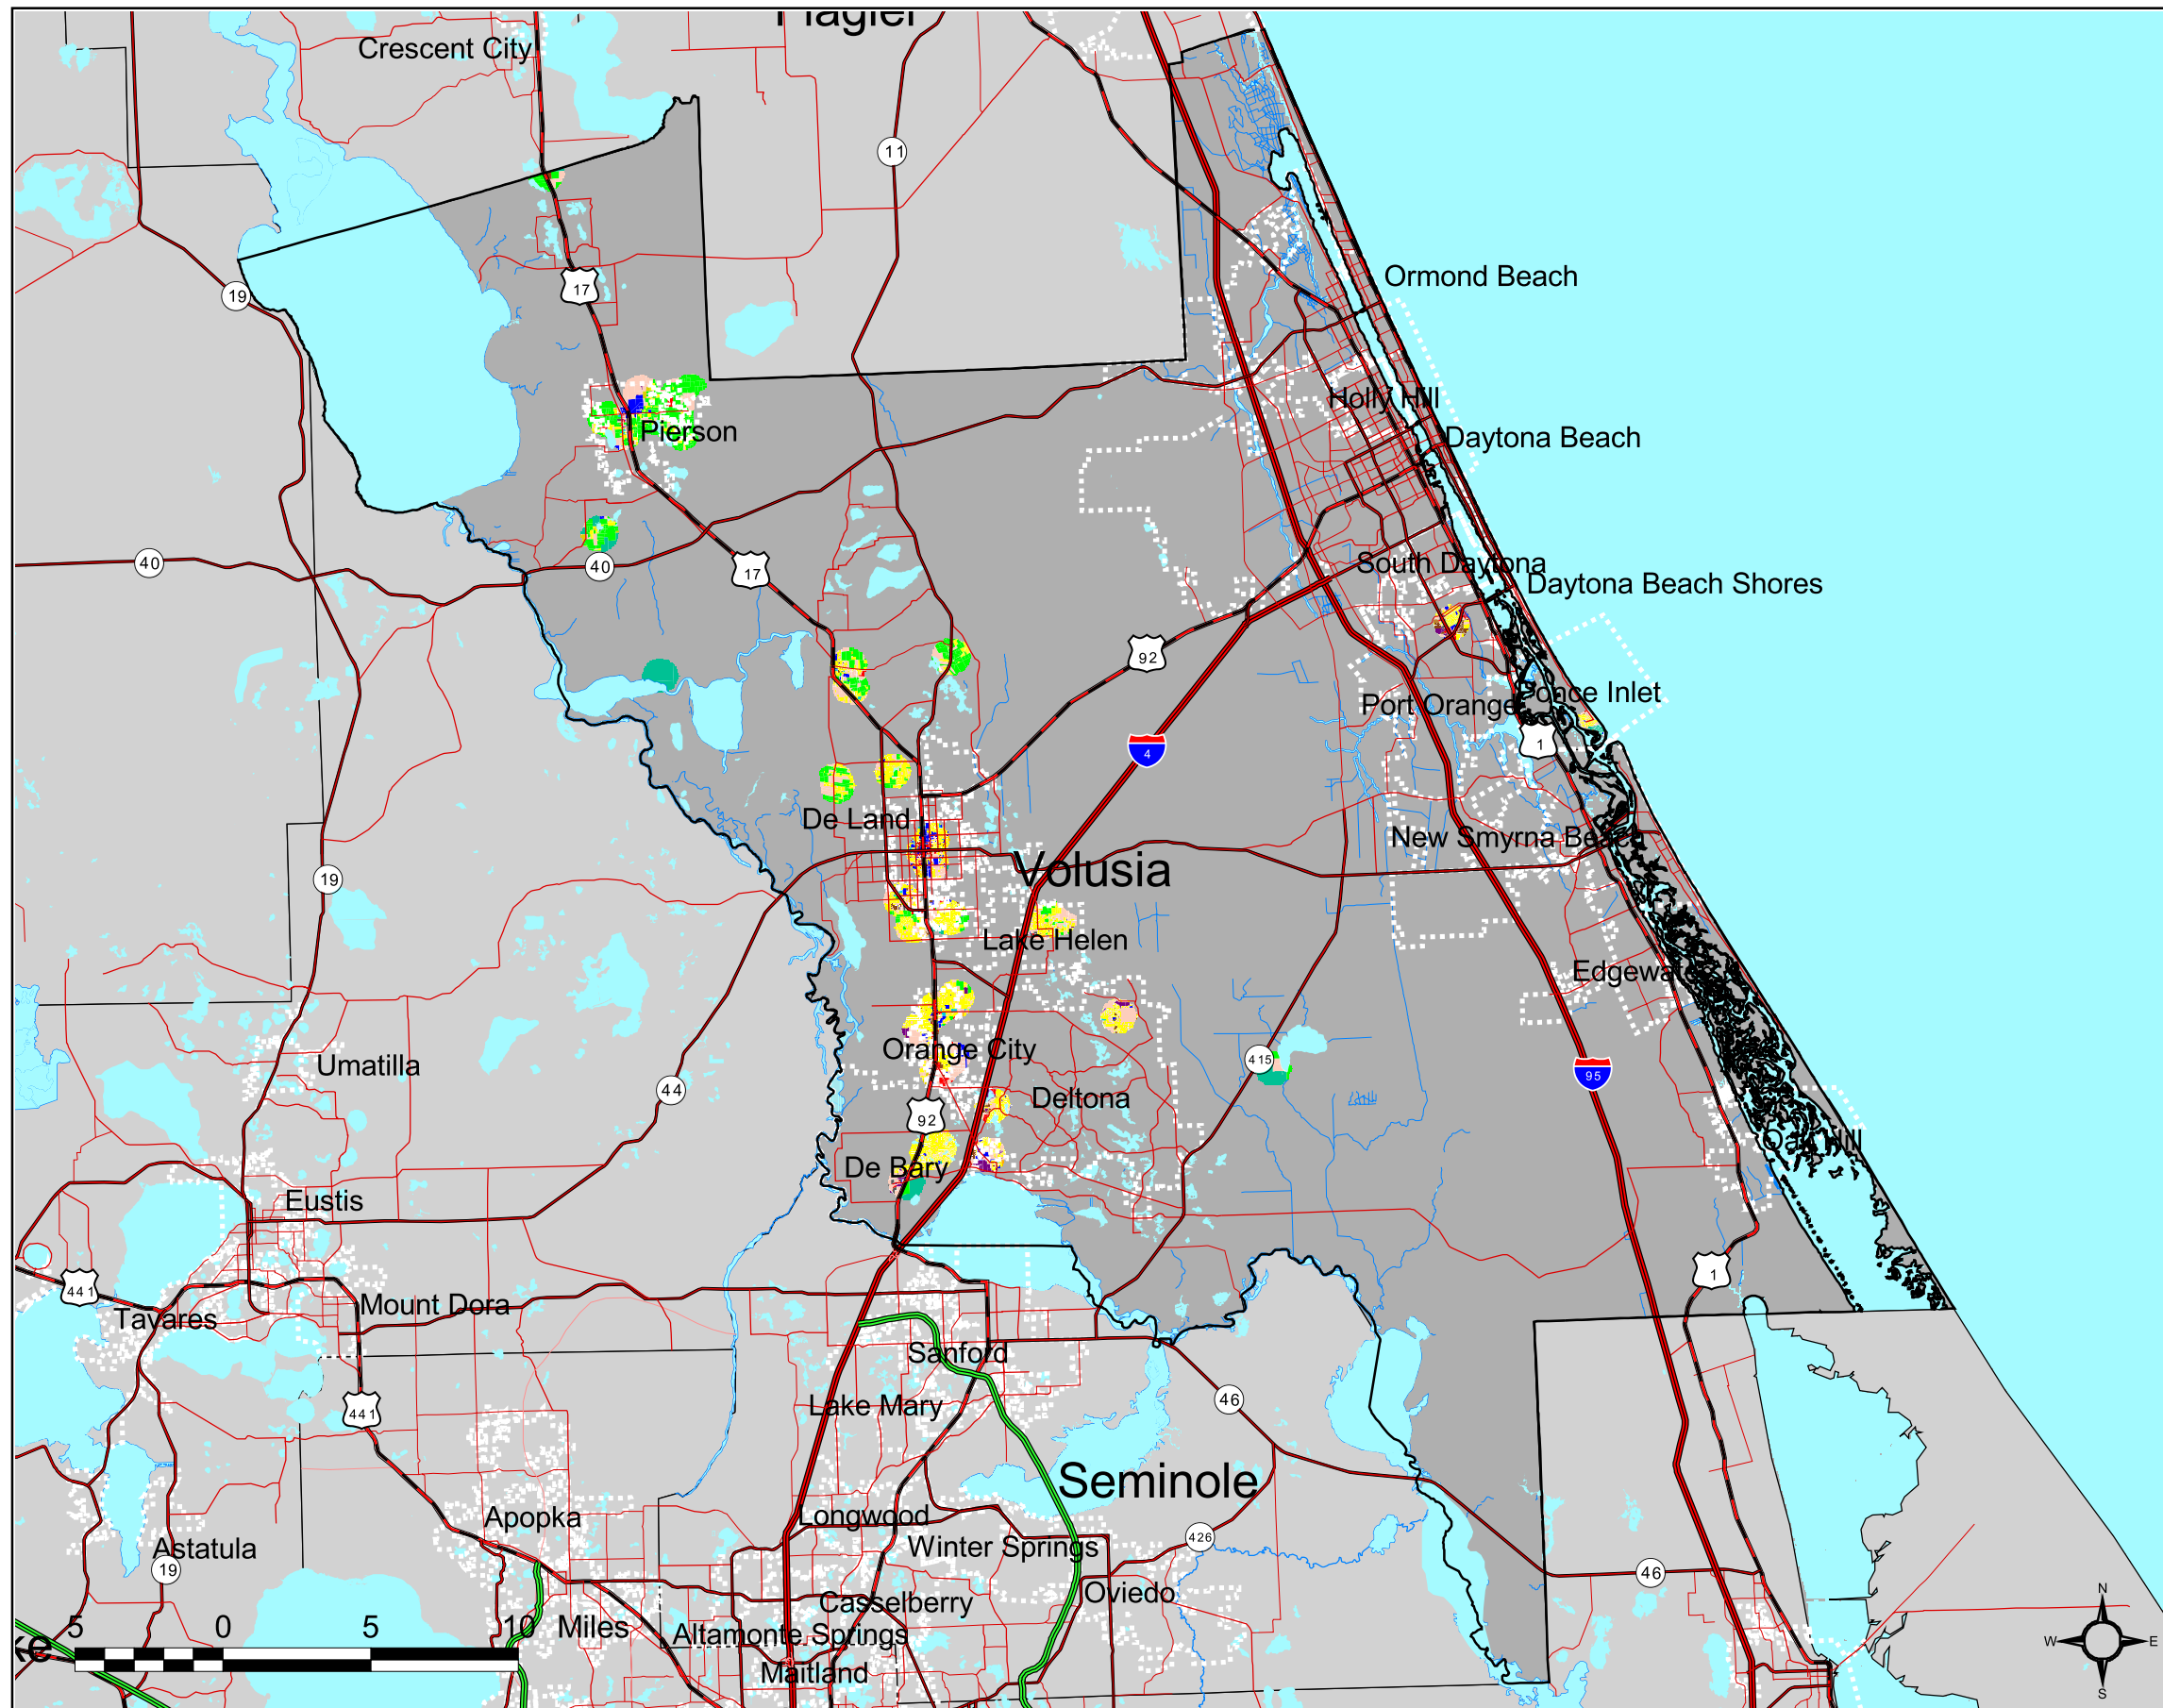 Flagler
Crescent City
11
19
17
Ormond Beach
Holly Hill
Pierson
Daytona Beach
40
40
17
South Daytona
Daytona Beach Shores
92
Ponce Inlet
Port Orange
1
4
De Land
New Smyrna Beach
Volusia
19
Lake Helen
Edgewater
Orange City
415
Umatilla
95
44
Deltona
92
Oak Hill
De Bary
Eustis
1
441
Mount Dora
Tavares
Sanford
46
Lake Mary
441
Seminole
Apopka
Longwood
426
Astatula
Winter Springs
19
46
Oviedo
Casselberry
5 0 5 10
Miles
Altamonte Springs
ke
Maitland
N
W E
S